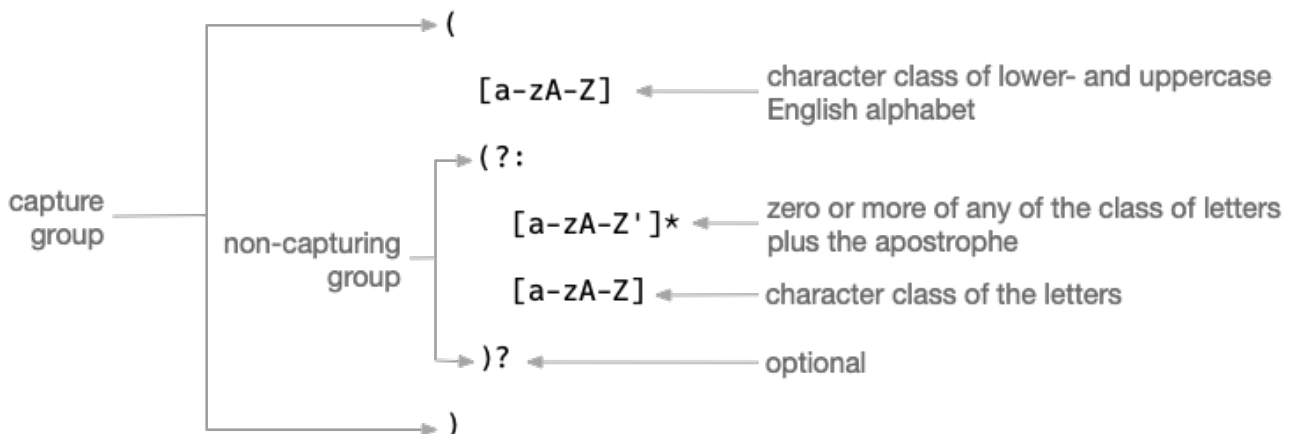 (
[a-zA-Z]
character class of lower- and uppercase
English alphabet
(?:
capture
group
non-capturing
group
[a-zA-Z']*
zero or more of any of the class of letters
plus the apostrophe
[a-zA-Z]
character class of the letters
)?
optional
)